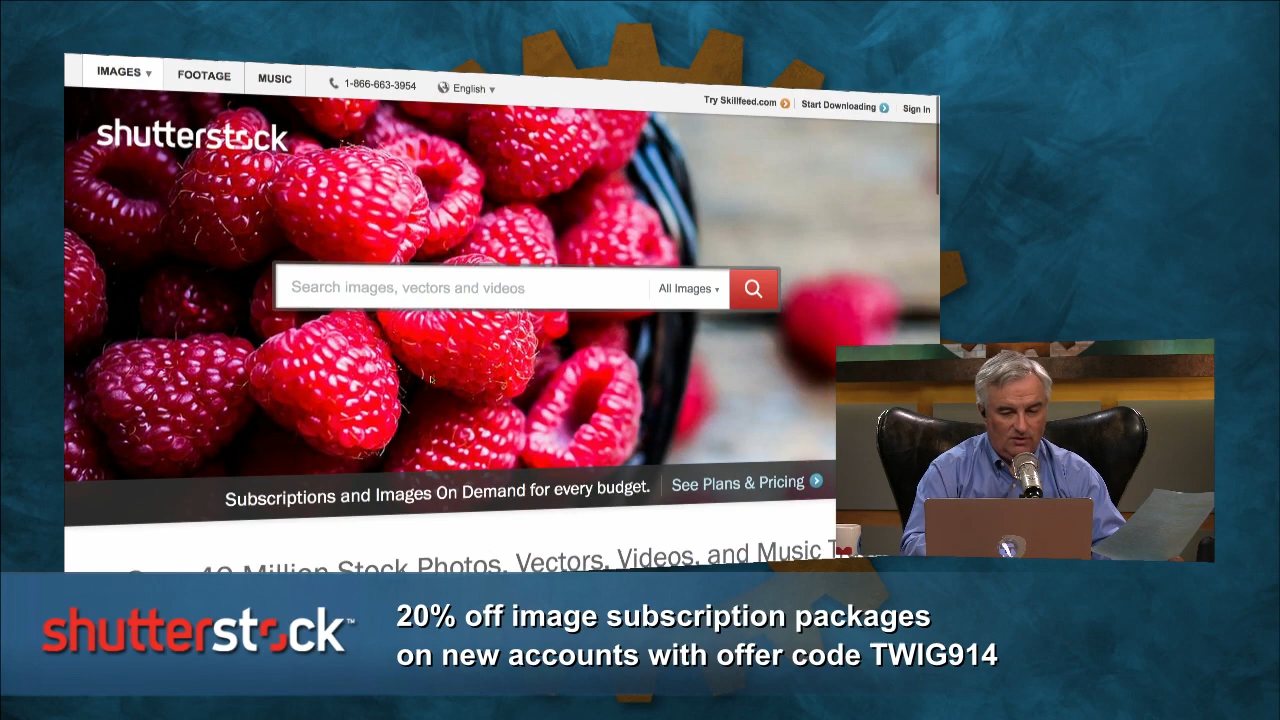 IMAGES
FOOTAGE
MUSIC
1-866-663-3954
English
Try Skillfeed.com
Start Downloading
Sign In
shutterstock
Search images, vectors and videos
All Images
Subscriptions and Images On Demand for every budget.
See Plans & Pricing
Million Stock Photos, Vectors, Videos, and Music
shutterstock™
20% off image subscription packages
on new accounts with offer code TWIG914